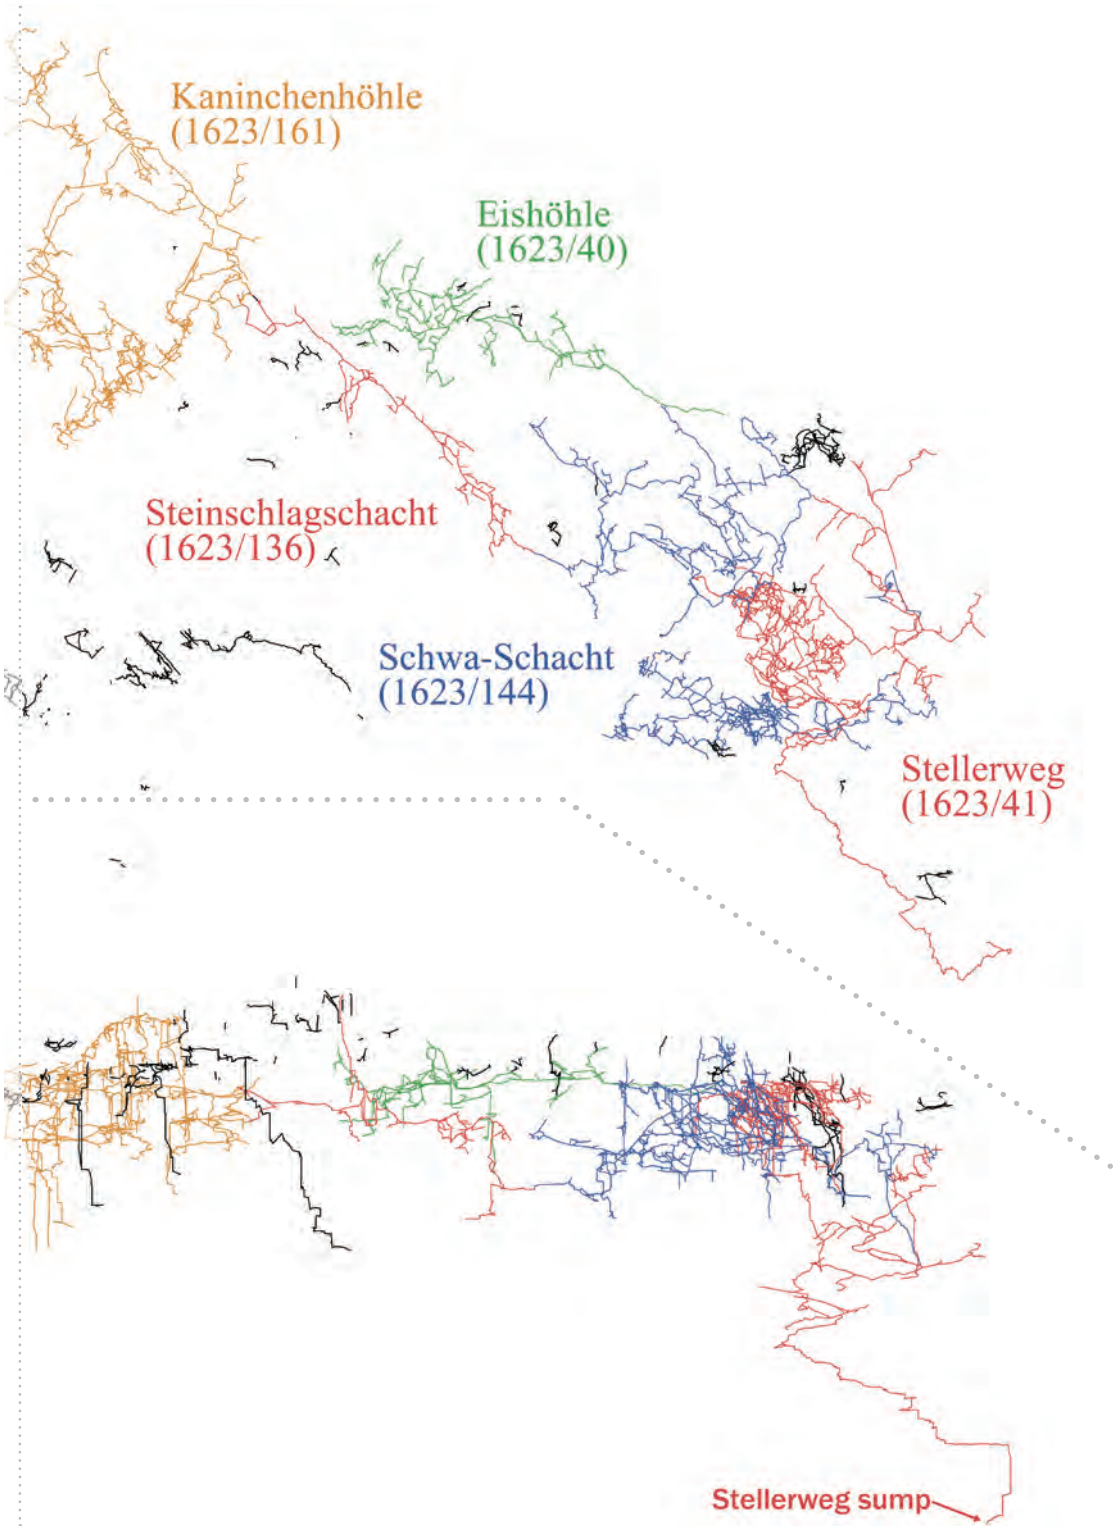 Kaninchenhöhle
(1623/161)
Eishöhle
(1623/40)
Steinschlagschacht
(1623/136)
Schwa-Schacht
(1623/144)
Stellerweg
(1623/41)
Stellerweg sump